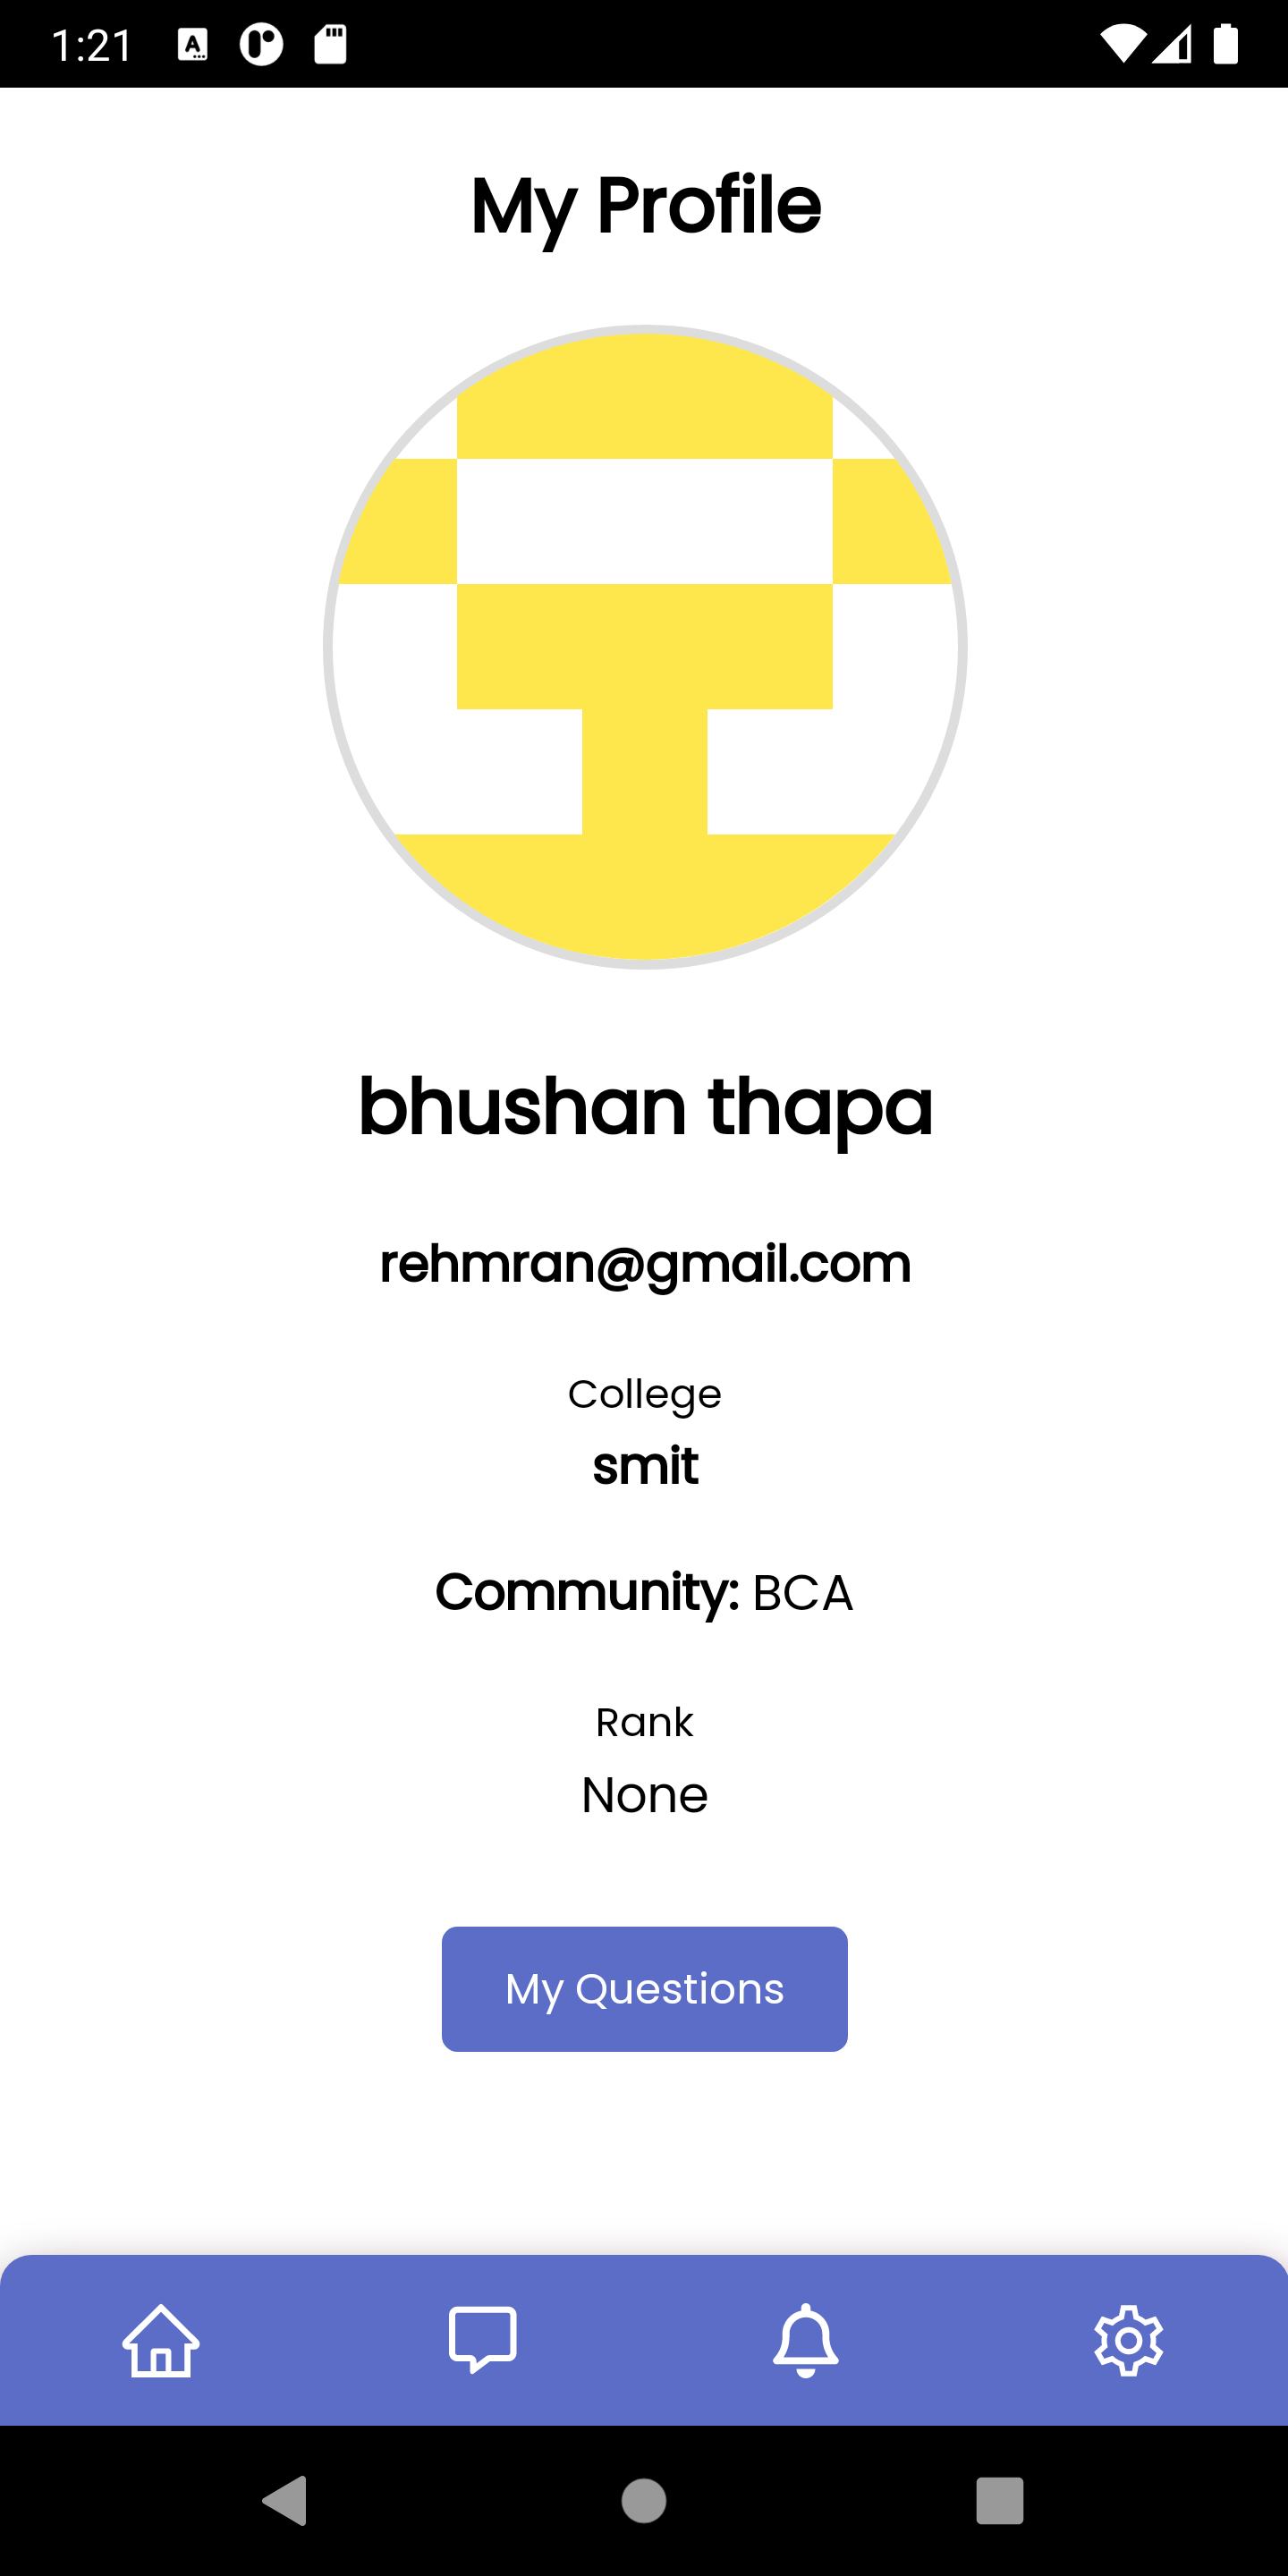 1:21
My Profile
bhushan thapa
rehmran@gmail.com
College
smit
Community: BCA
Rank
None
My Questions